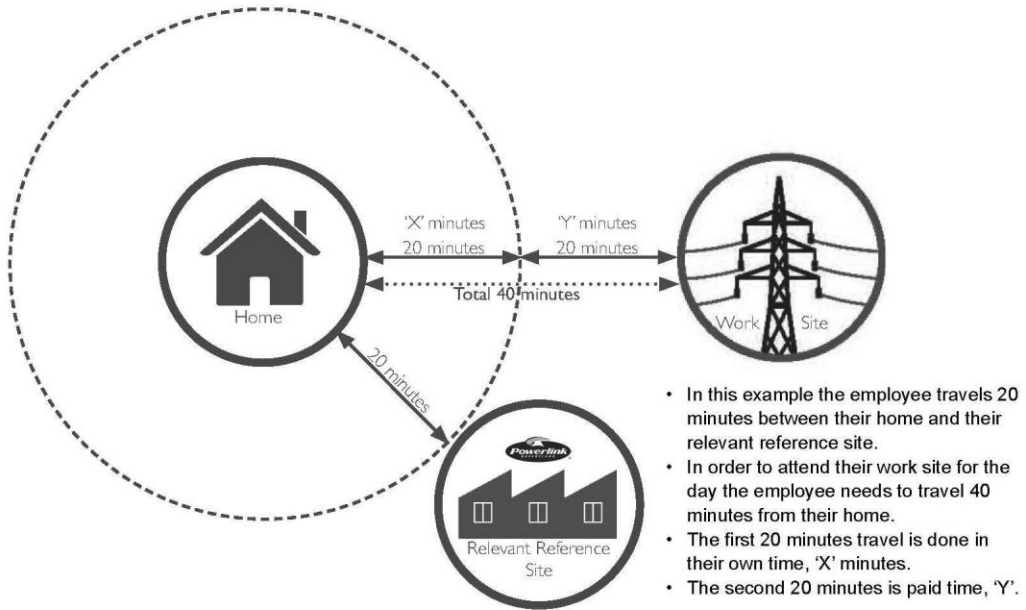 'X' minutes
20 minutes
'Y' minutes
20 minutes
Total 40 minutes
Home
Work Site
20 minutes
Powerlink
Relevant Reference
Site
• In this example the employee travels 20
minutes between their home and their
relevant reference site.
• In order to attend their work site for the
day the employee needs to travel 40
minutes from their home.
• The first 20 minutes travel is done in
their own time, 'X' minutes.
• The second 20 minutes is paid time, 'Y'.